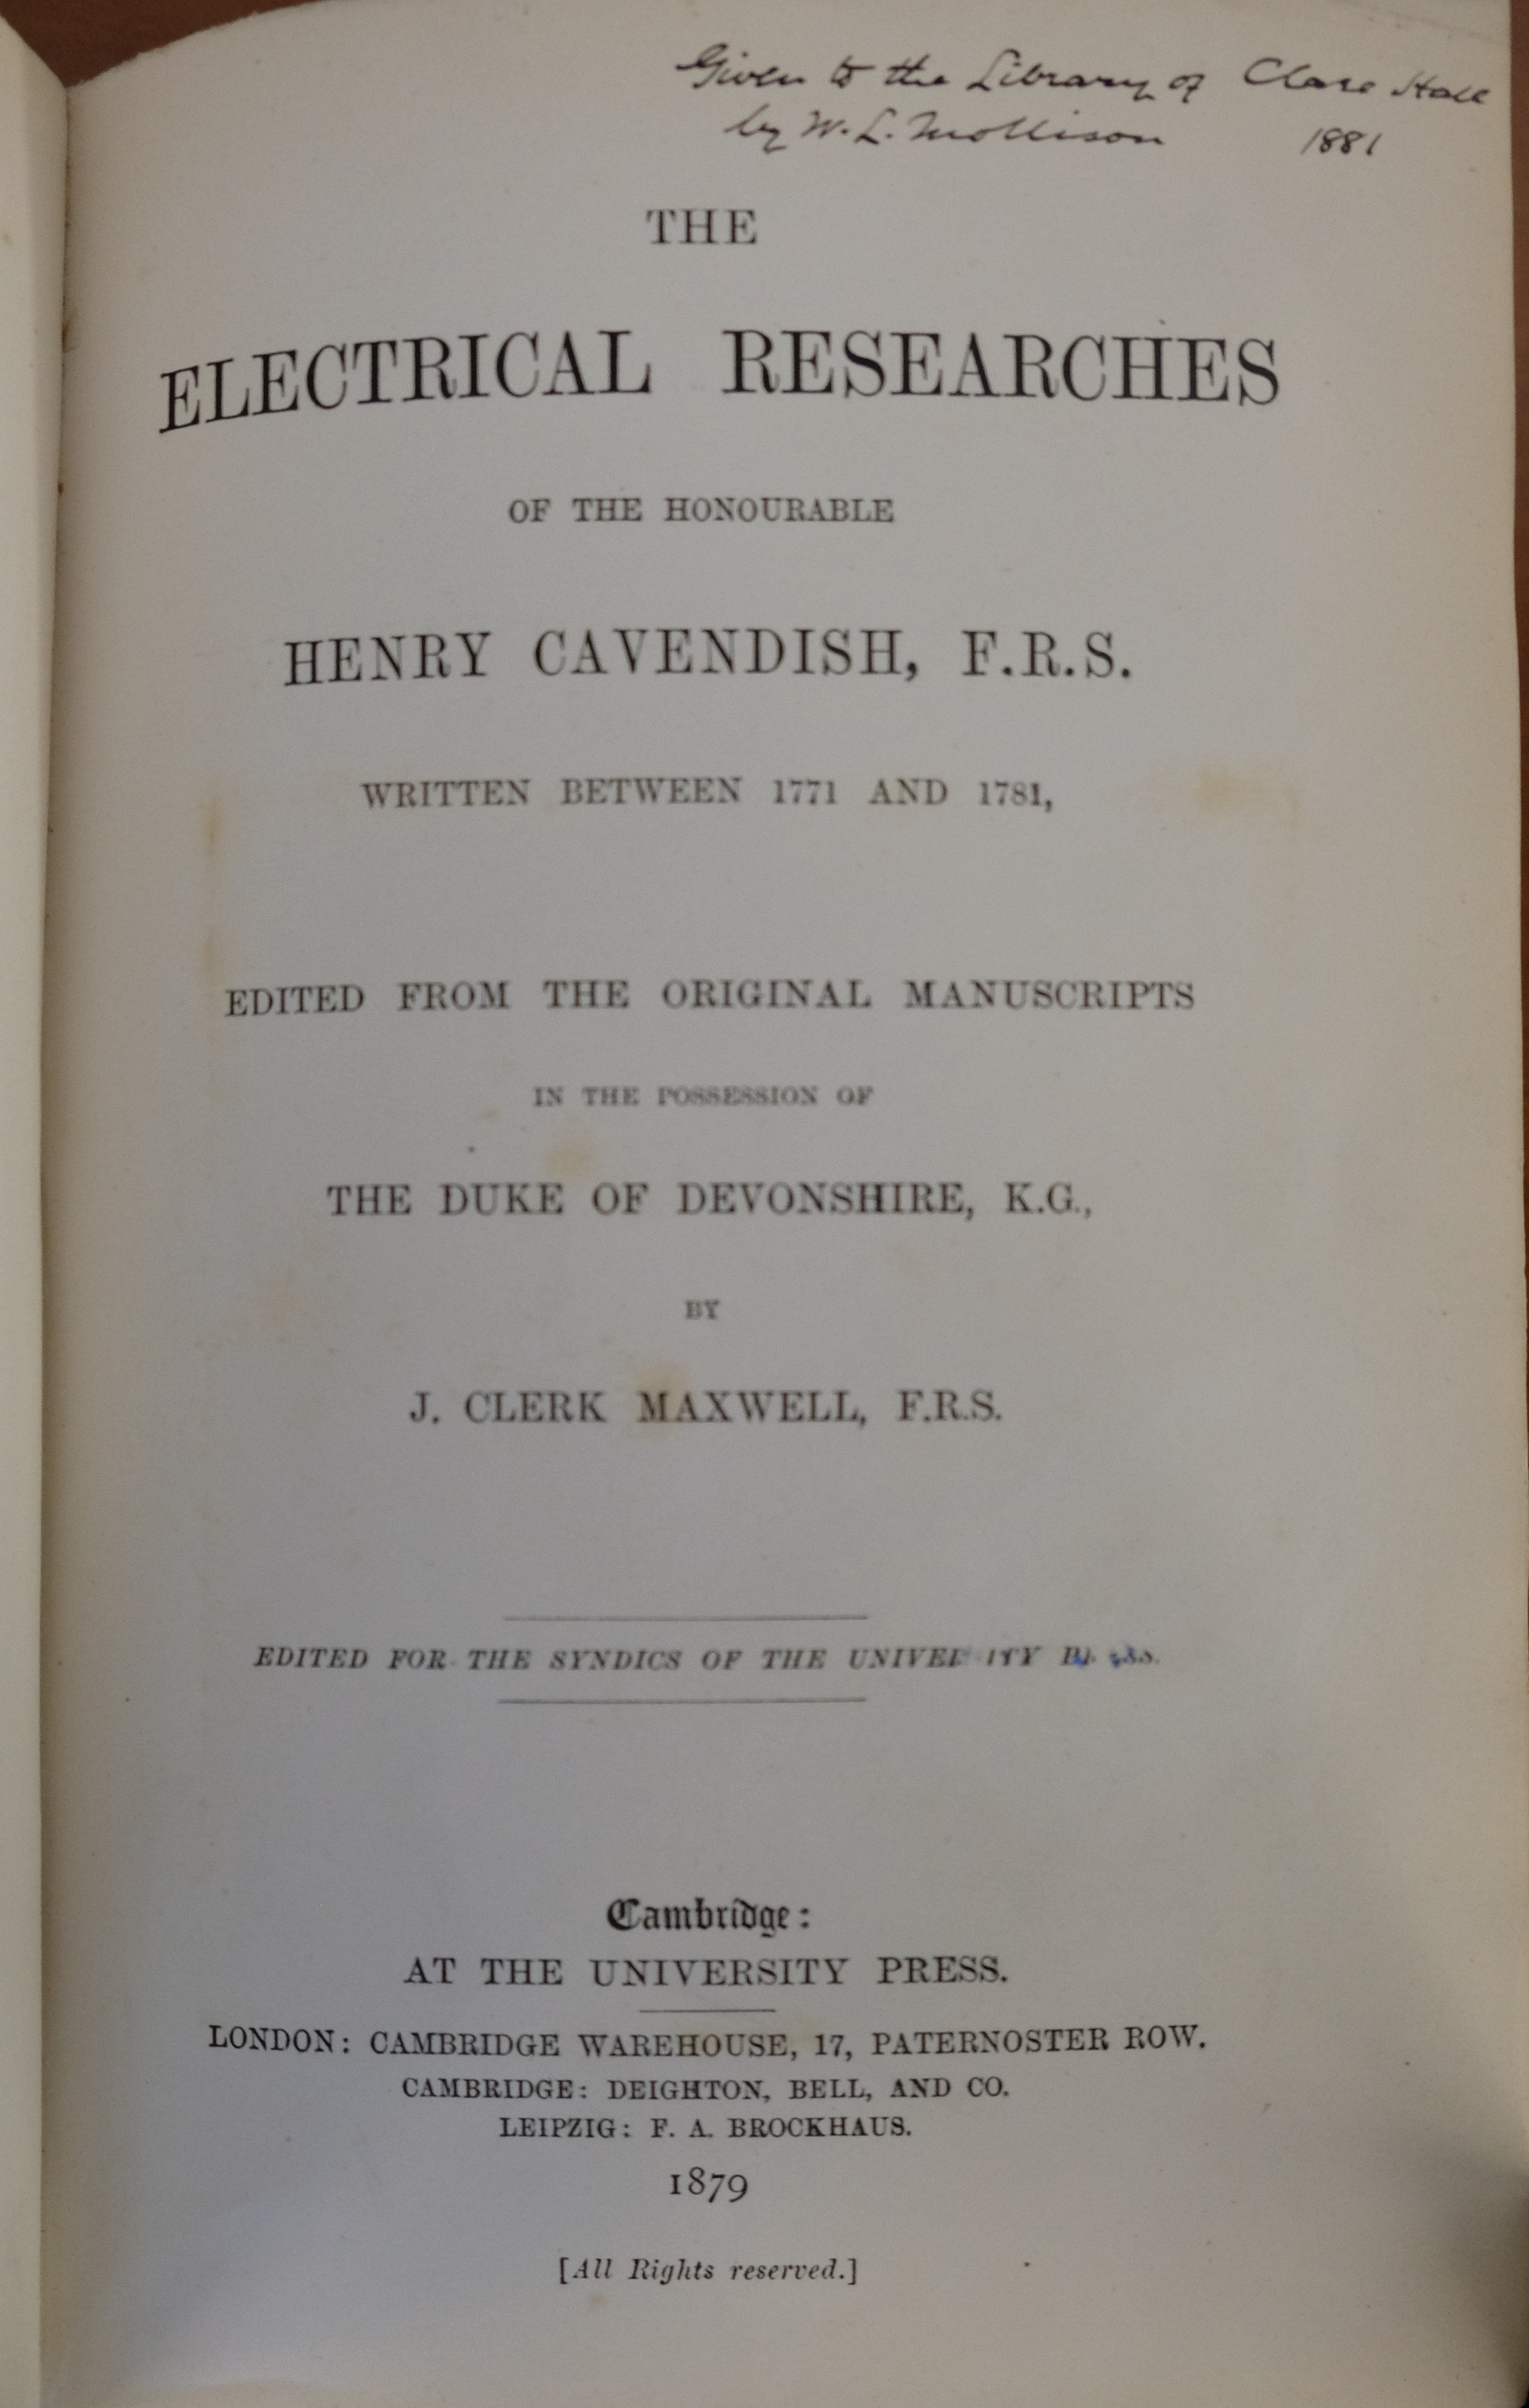 Given to the Library of Clare Hall
by W. L. Mollison 1881
THE
ELECTRICAL RESEARCHES
OF THE HONOURABLE
HENRY CAVENDISH, F.R.S.
WRITTEN BETWEEN 1771 AND 1781,
EDITED FROM THE ORIGINAL MANUSCRIPTS
IN THE POSSESSION OF
THE DUKE OF DEVONSHIRE, K.G.,
BY
J. CLERK MAXWELL, F.R.S.
EDITED FOR THE SYNDICS OF THE UNIVERSITY PRESS.
Cambridge:
AT THE UNIVERSITY PRESS.
LONDON: CAMBRIDGE WAREHOUSE, 17, PATERNOSTER ROW.
CAMBRIDGE: DEIGHTON, BELL, AND CO.
LEIPZIG: F. A. BROCKHAUS.
1879
[All Rights reserved.]